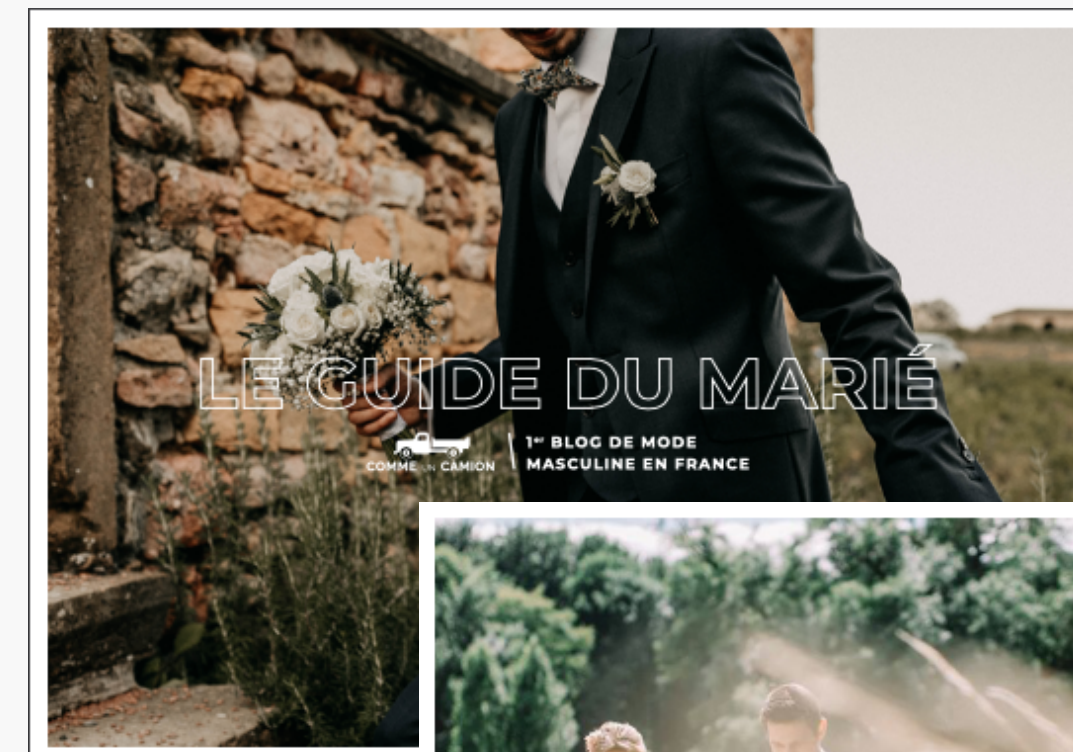 LE GUIDE DU MARIÉ
COMME UN CAMION
1er BLOG DE MODE
MASCULINE EN FRANCE